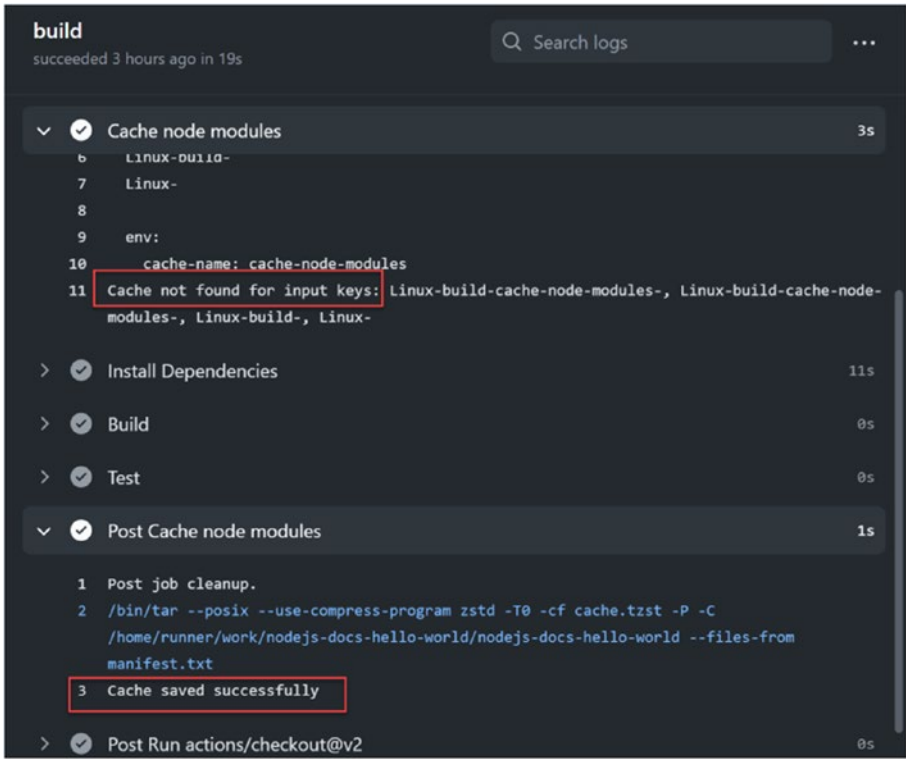 build
succeeded 3 hours ago in 19s
Search logs
Cache node modules 3s
6 Linux-build-
7 Linux-
8
9 env:
10 cache-name: cache-node-modules
11 Cache not found for input keys: Linux-build-cache-node-modules-, Linux-build-cache-node-
modules-, Linux-build-, Linux-
Install Dependencies 11s
Build 0s
Test 0s
Post Cache node modules 1s
1 Post job cleanup.
2 /bin/tar --posix --use-compress-program zstd -T0 -cf cache.tzst -P -C
/home/runner/work/nodejs-docs-hello-world/nodejs-docs-hello-world --files-from
manifest.txt
3 Cache saved successfully
Post Run actions/checkout@v2 0s